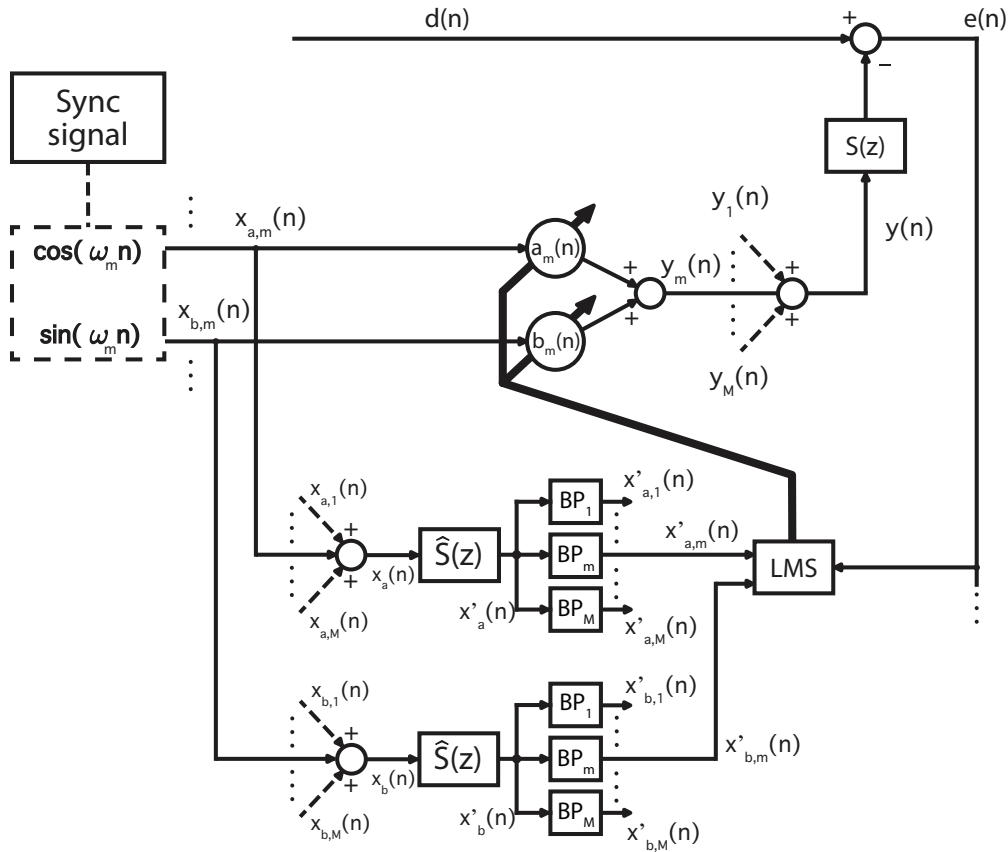 d(n)
+
e(n)
−
Sync
signal
S(z)
x_{a,m}(n)
y_1(n)
y(n)
cos(ω_m n)
a_m(n)
+
y_m(n)
+
x_{b,m}(n)
+
+
sin(ω_m n)
b_m(n)
y_M(n)
x_{a,1}(n)
BP_1
x'_{a,1}(n)
+
x'_{a,m}(n)
Ŝ(z)
BP_m
LMS
+
x_a(n)
x'_a(n)
BP_M
x_{a,M}(n)
x'_{a,M}(n)
x_{b,1}(n)
BP_1
x'_{b,1}(n)
+
Ŝ(z)
BP_m
x'_{b,m}(n)
+
x_b(n)
x'_b(n)
BP_M
x_{b,M}(n)
x'_{b,M}(n)